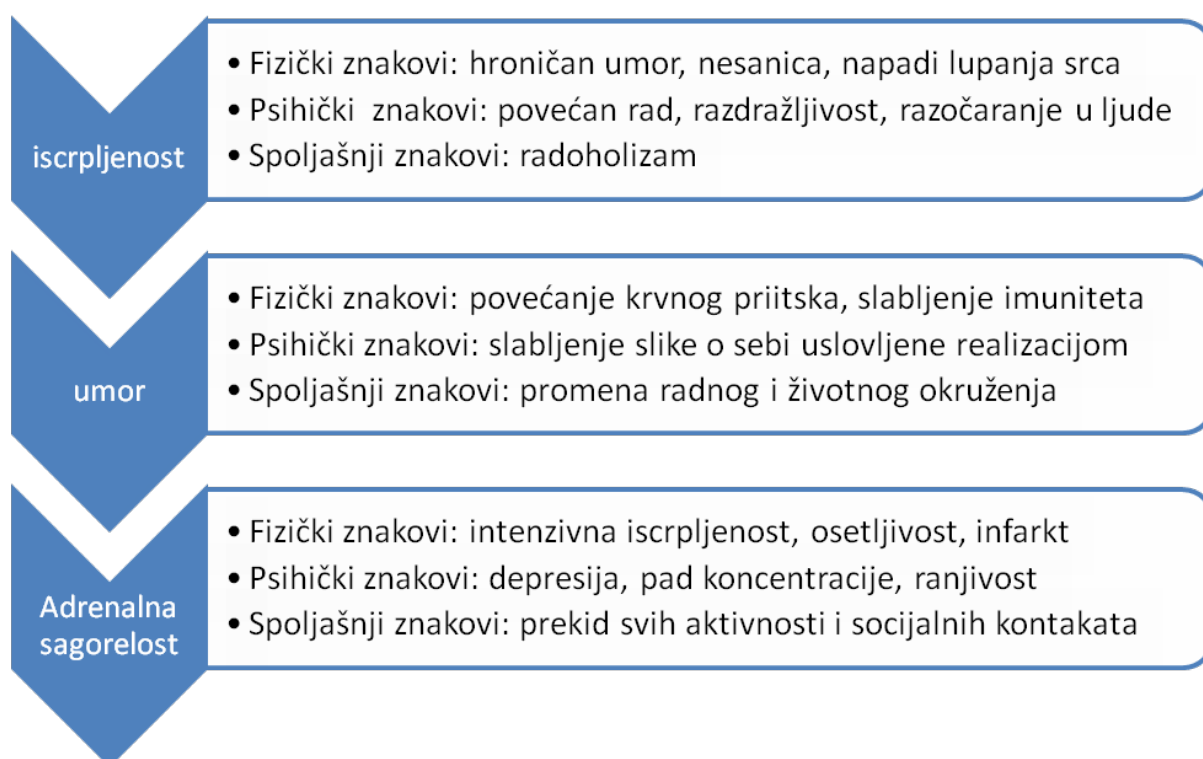 iscrpljenost
• Fizički znakovi: hroničan umor, nesanica, napadi lupanja srca
• Psihički znakovi: povećan rad, razdražljivost, razočaranje u ljude
• Spoljašnji znakovi: radoholizam
umor
• Fizički znakovi: povećanje krvnog priitska, slabljenje imuniteta
• Psihički znakovi: slabljenje slike o sebi uslovljene realizacijom
• Spoljašnji znakovi: promena radnog i životnog okruženja
Adrenalna
sagorelost
• Fizički znakovi: intenzivna iscrpljenost, osetljivost, infarkt
• Psihički znakovi: depresija, pad koncentracije, ranjivost
• Spoljašnji znakovi: prekid svih aktivnosti i socijalnih kontakata